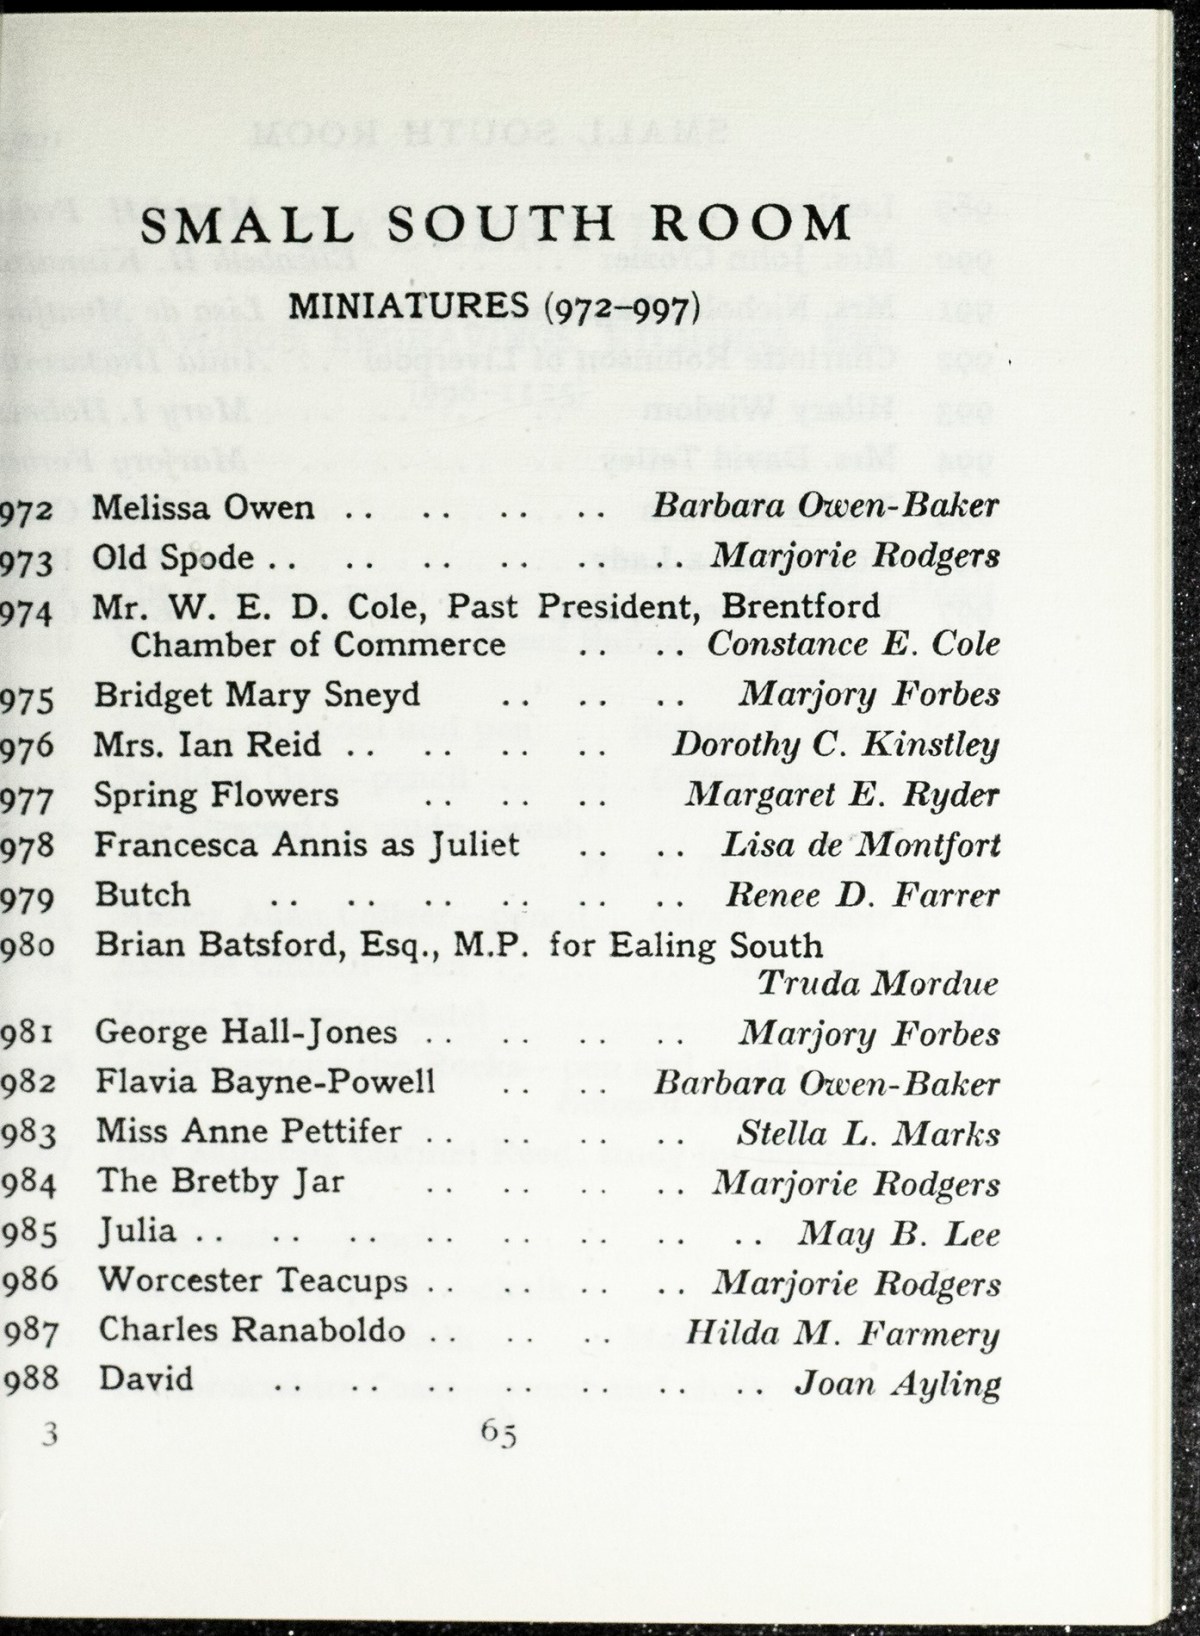 SMALL SOUTH ROOM
MINIATURES (972–997)
972 Melissa Owen .. .. .. .. Barbara Owen-Baker
973 Old Spode .. .. .. .. .. .. Marjorie Rodgers
974 Mr. W. E. D. Cole, Past President, Brentford
Chamber of Commerce .. .. Constance E. Cole
975 Bridget Mary Sneyd .. .. .. Marjory Forbes
976 Mrs. Ian Reid .. .. .. .. Dorothy C. Kinstley
977 Spring Flowers .. .. .. Margaret E. Ryder
978 Francesca Annis as Juliet .. .. Lisa de Montfort
979 Butch .. .. .. .. .. .. Renee D. Farrer
980 Brian Batsford, Esq., M.P. for Ealing South
Truda Mordue
981 George Hall-Jones .. .. .. .. Marjory Forbes
982 Flavia Bayne-Powell .. .. Barbara Owen-Baker
983 Miss Anne Pettifer .. .. .. .. Stella L. Marks
984 The Bretby Jar .. .. .. .. Marjorie Rodgers
985 Julia .. .. .. .. .. .. .. .. May B. Lee
986 Worcester Teacups .. .. .. .. Marjorie Rodgers
987 Charles Ranaboldo .. .. .. Hilda M. Farmery
988 David .. .. .. .. .. .. .. Joan Ayling
3 65